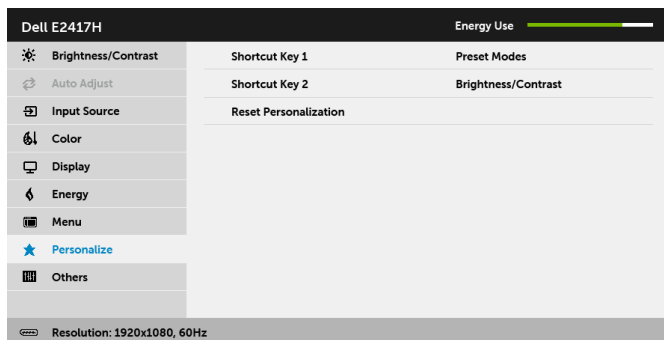 Dell E2417H Energy Use
Brightness/Contrast Shortcut Key 1 Preset Modes
Auto Adjust Shortcut Key 2 Brightness/Contrast
Input Source Reset Personalization
Color
Display
Energy
Menu
Personalize
Others
Resolution: 1920x1080, 60Hz